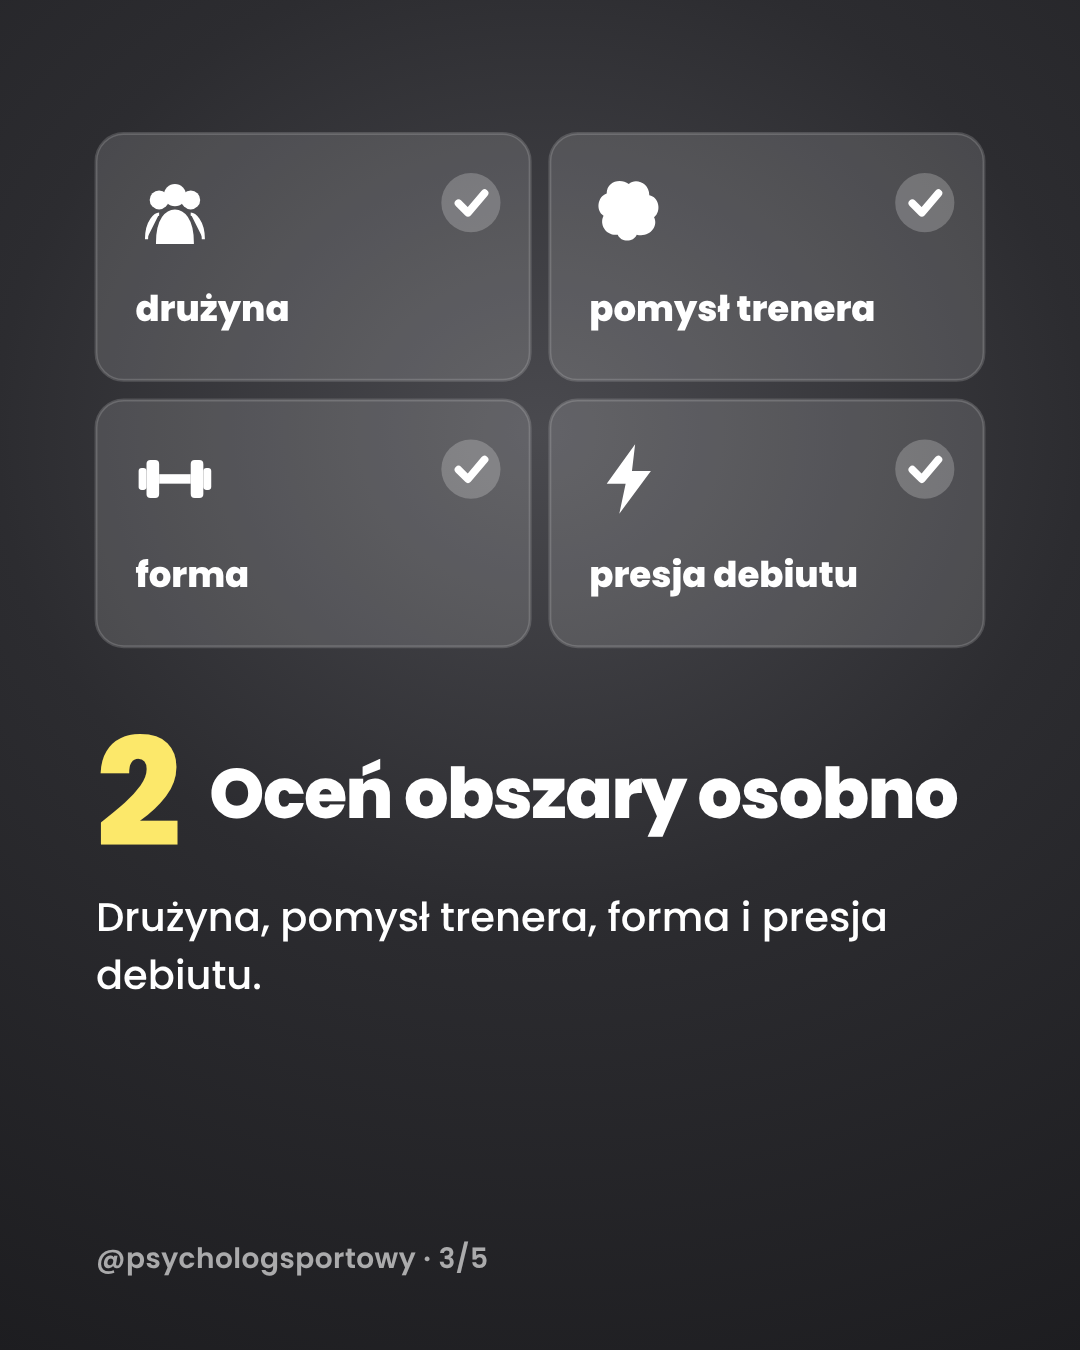 drużyna
pomysł trenera
forma
presja debiutu
2 Oceń obszary osobno
Drużyna, pomysł trenera, forma i presja
debiutu.
@psychologsportowy · 3/5